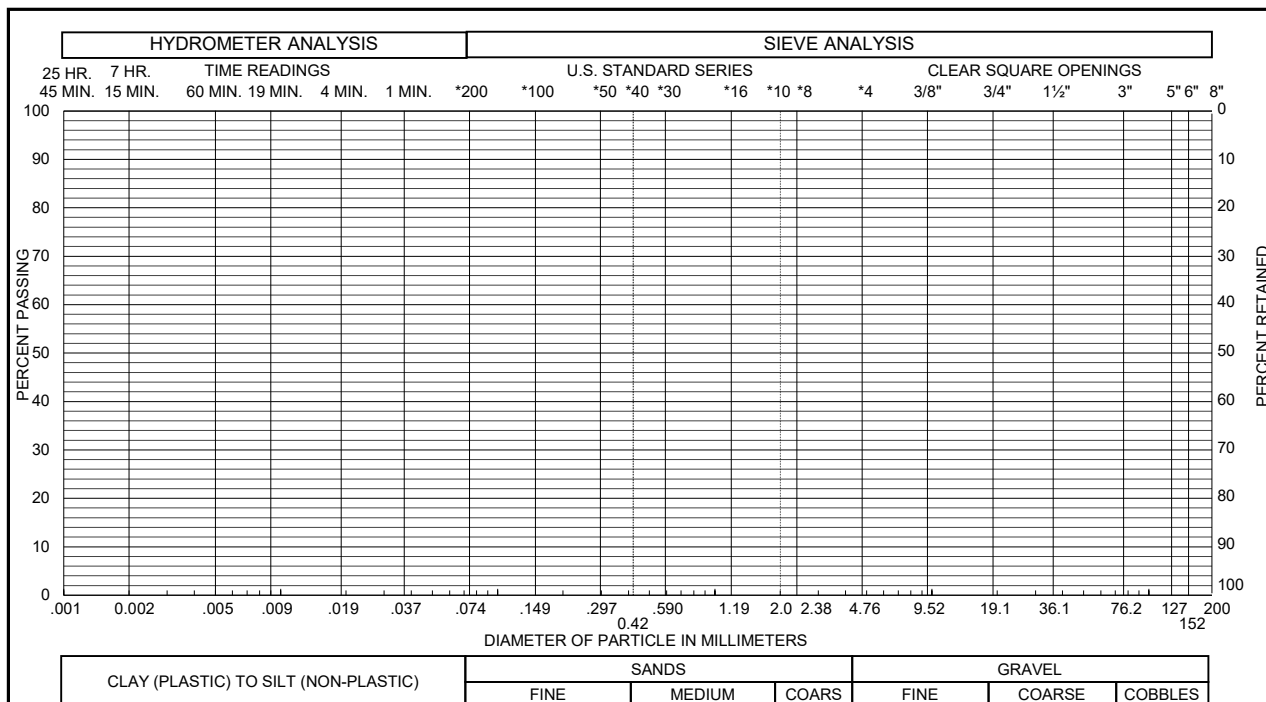 HYDROMETER ANALYSIS SIEVE ANALYSIS
25 HR. 7 HR. TIME READINGS U.S. STANDARD SERIES CLEAR SQUARE OPENINGS
45 MIN. 15 MIN. 60 MIN. 19 MIN. 4 MIN. 1 MIN. *200 *100 *50 *40 *30 *16 *10 *8 *4 3/8" 3/4" 1½" 3" 5" 6" 8"
100 0
90 10
80 20
70 30
60 40
50 50
40 60
30 70
20 80
10 90
0 100
PERCENT PASSING
PERCENT RETAINED
.001 0.002 .005 .009 .019 .037 .074 .149 .297 .590 1.19 2.0 2.38 4.76 9.52 19.1 36.1 76.2 127 200
0.42 152
DIAMETER OF PARTICLE IN MILLIMETERS
CLAY (PLASTIC) TO SILT (NON-PLASTIC) SANDS GRAVEL
FINE MEDIUM COARS FINE COARSE COBBLES